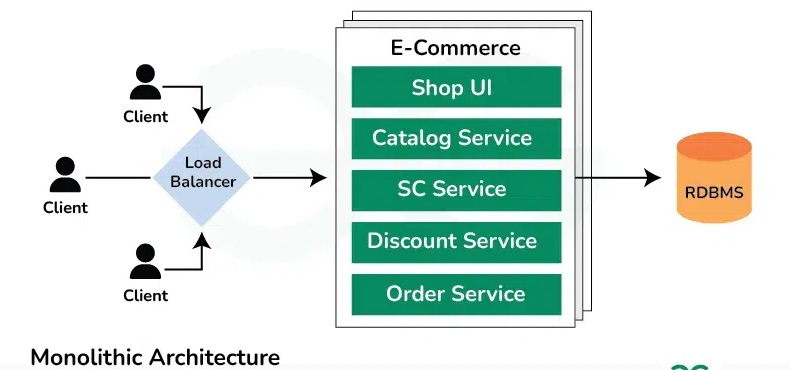 E-Commerce
Shop UI
Client
Catalog Service
Load
Balancer
SC Service
RDBMS
Client
Discount Service
Client
Order Service
Monolithic Architecture